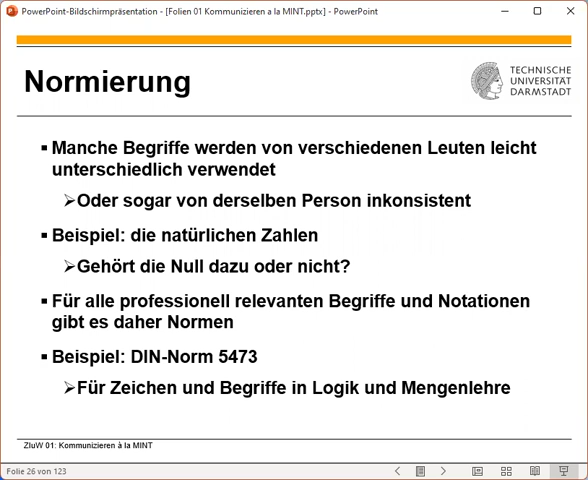 PowerPoint-Bildschirmpräsentation - [Folien 01 Kommunizieren a la MINT.pptx] - PowerPoint
Normierung
TECHNISCHE
UNIVERSITÄT
DARMSTADT
▪ Manche Begriffe werden von verschiedenen Leuten leicht
unterschiedlich verwendet
➢Oder sogar von derselben Person inkonsistent
▪ Beispiel: die natürlichen Zahlen
➢Gehört die Null dazu oder nicht?
▪ Für alle professionell relevanten Begriffe und Notationen
gibt es daher Normen
▪ Beispiel: DIN-Norm 5473
➢Für Zeichen und Begriffe in Logik und Mengenlehre
ZluW 01: Kommunizieren à la MINT
Folie 26 von 123